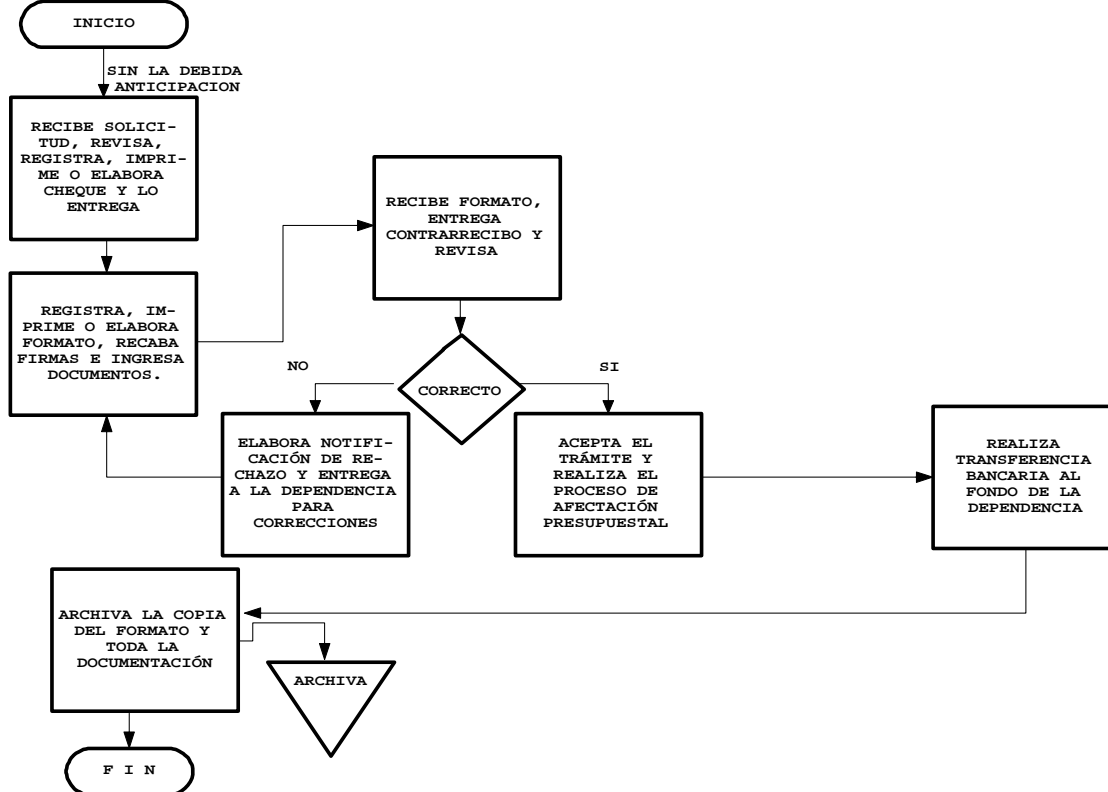 INICIO
SIN LA DEBIDA
ANTICIPACION
RECIBE SOLICI-
TUD, REVISA,
REGISTRA, IMPRI-
ME O ELABORA
CHEQUE Y LO
ENTREGA
REGISTRA, IM-
PRIME O ELABORA
FORMATO, RECABA
FIRMAS E INGRESA
DOCUMENTOS.
RECIBE FORMATO,
ENTREGA
CONTRARRECIBO Y
REVISA
CORRECTO
NO
SI
ELABORA NOTIFI-
CACIÓN DE RE-
CHAZO Y ENTREGA
A LA DEPENDENCIA
PARA
CORRECCIONES
ACEPTA EL
TRÁMITE Y
REALIZA EL
PROCESO DE
AFECTACIÓN
PRESUPUESTAL
REALIZA
TRANSFERENCIA
BANCARIA AL
FONDO DE LA
DEPENDENCIA
ARCHIVA LA COPIA
DEL FORMATO Y
TODA LA
DOCUMENTACIÓN
ARCHIVA
F I N